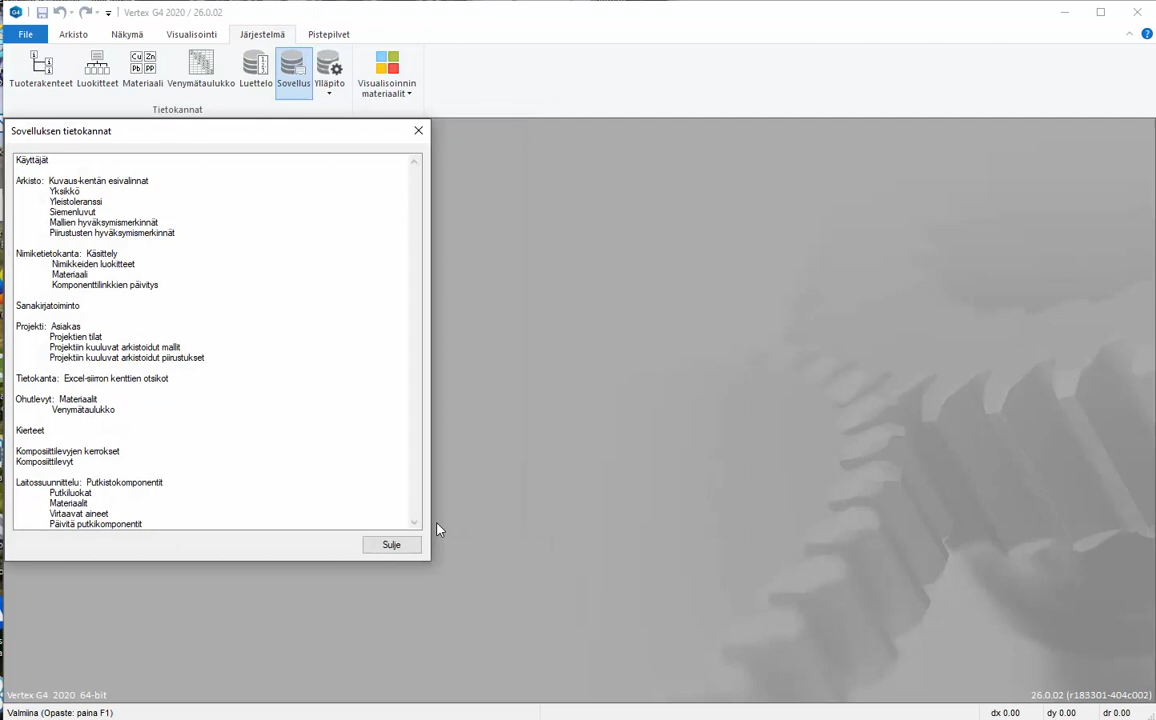 G4
Vertex G4 2020 / 26.0.02
File
Arkisto
Näkymä
Visualisointi
Järjestelmä
Pistepilvet
Cu Zn
Pb PP
Tuoterakenteet
Luokitteet
Materiaali
Venymätaulukko
Luettelo
Sovellus
Ylläpito
Visualisoinnin
materiaalit
Tietokannat
Sovelluksen tietokannat
Käyttäjät
Arkisto: Kuvaus-kentän esivalinnat
Yksikkö
Yleistoleranssi
Siemenluvut
Mallien hyväksymismerkinnät
Piirustusten hyväksymismerkinnät
Nimiketietokanta: Käsittely
Nimikkeiden luokitteet
Materiaali
Komponenttilinkkien päivitys
Sanakirjatoiminto
Projekti: Asiakas
Projektien tilat
Projektiin kuuluvat arkistoidut mallit
Projektiin kuuluvat arkistoidut piirustukset
Tietokanta: Excel-siirron kenttien otsikot
Ohutlevyt: Materiaalit
Venymätaulukko
Kierteet
Komposiittilevyjen kerrokset
Komposiittilevyt
Laitossuunnittelu: Putkistokomponentit
Putkiluokat
Materiaalit
Virtaavat aineet
Päivitä putkikomponentit
Sulje
Vertex G4 2020 64-bit
26.0.02 (r183301-404c002)
Valmiina (Opaste: paina F1)
dx 0.00
dy 0.00
dr 0.00